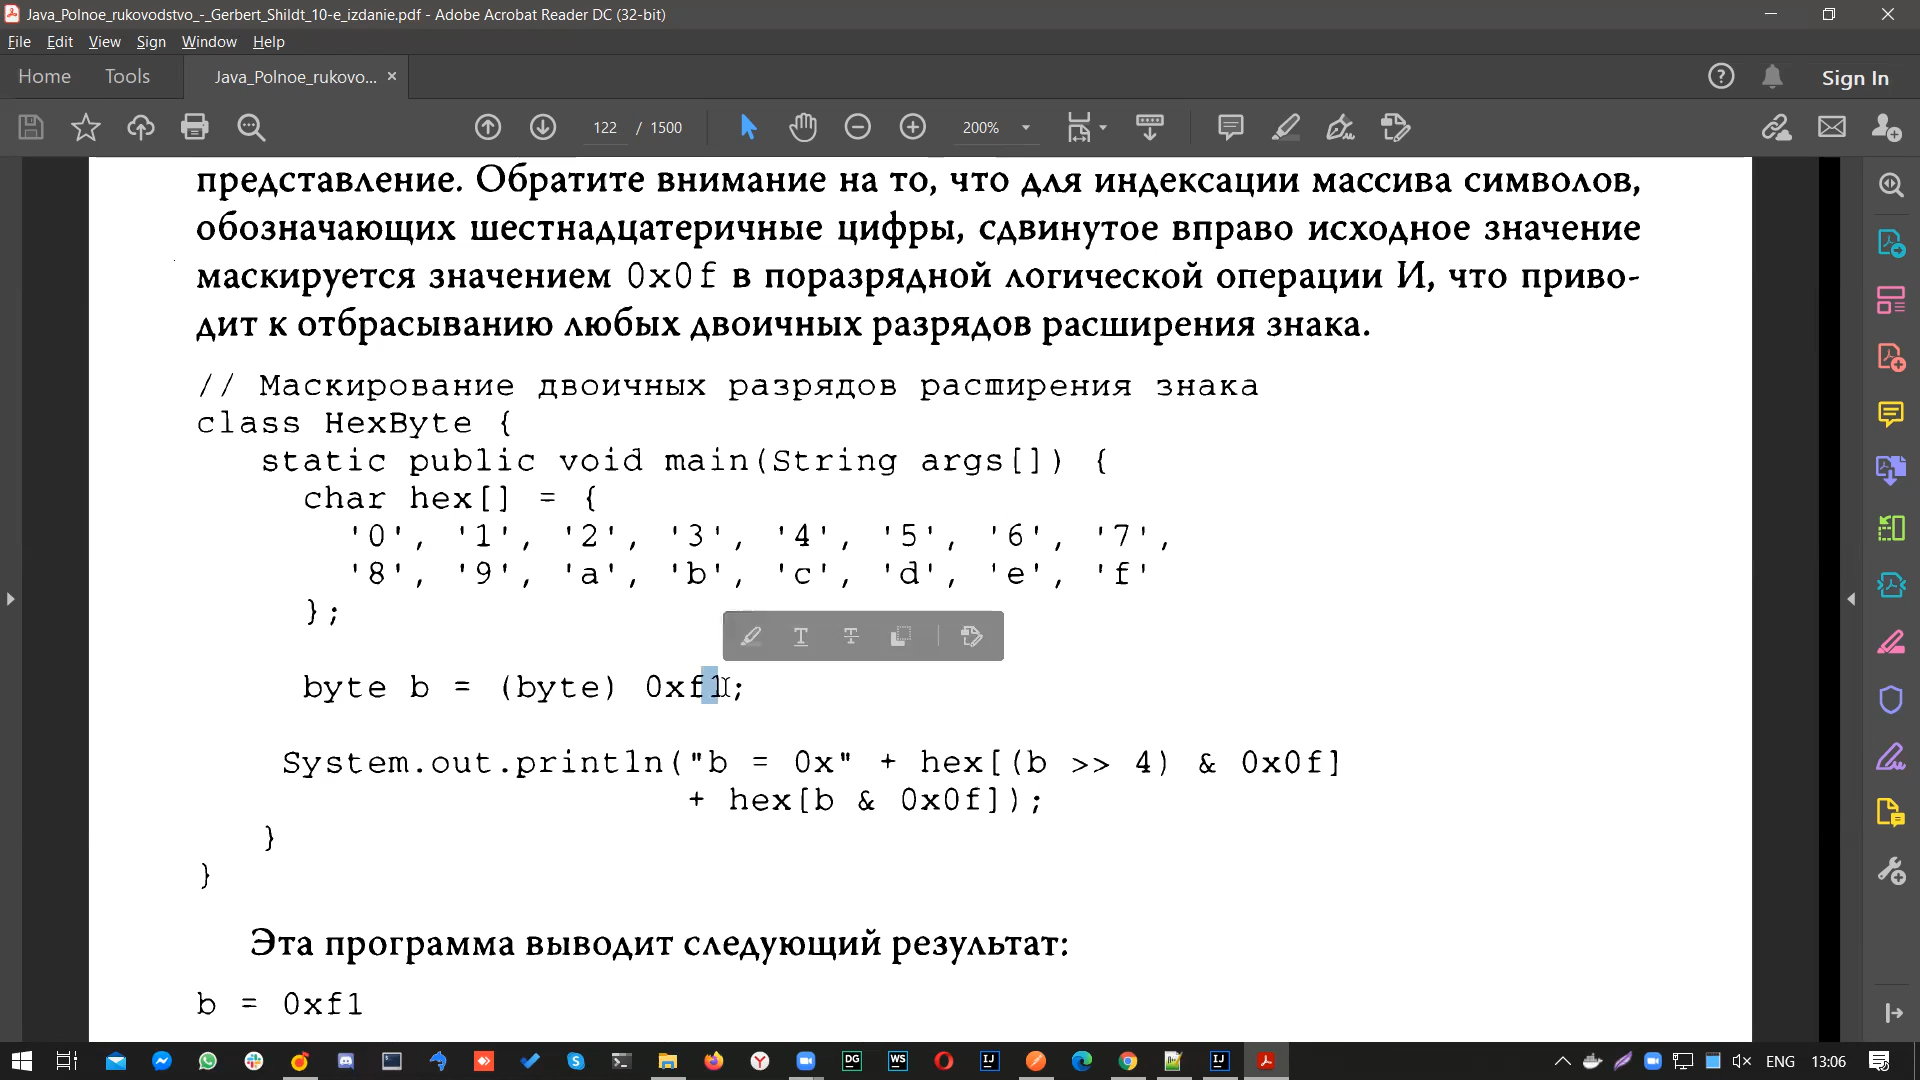 Java_Polnoe_rukovodstvo_-_Gerbert_Shildt_10-e_izdanie.pdf - Adobe Acrobat Reader DC (32-bit)
File Edit View Sign Window Help
Home Tools Java_Polnoe_rukovo... × Sign In
122 / 1500 200%
представление. Обратите внимание на то, что для индексации массива символов,
обозначающих шестнадцатеричные цифры, сдвинутое вправо исходное значение
маскируется значением 0x0f в поразрядной логической операции И, что приво-
дит к отбрасыванию любых двоичных разрядов расширения знака.
// Маскирование двоичных разрядов расширения знака
class HexByte {
static public void main(String args[]) {
char hex[] = {
'0', '1', '2', '3', '4', '5', '6', '7',
'8', '9', 'a', 'b', 'c', 'd', 'e', 'f'
};
byte b = (byte) 0xf1;
System.out.println("b = 0x" + hex[(b >> 4) & 0x0f]
+ hex[b & 0x0f]);
}
}
Эта программа выводит следующий результат:
b = 0xf1
DG WS IJ IJ ENG 13:06